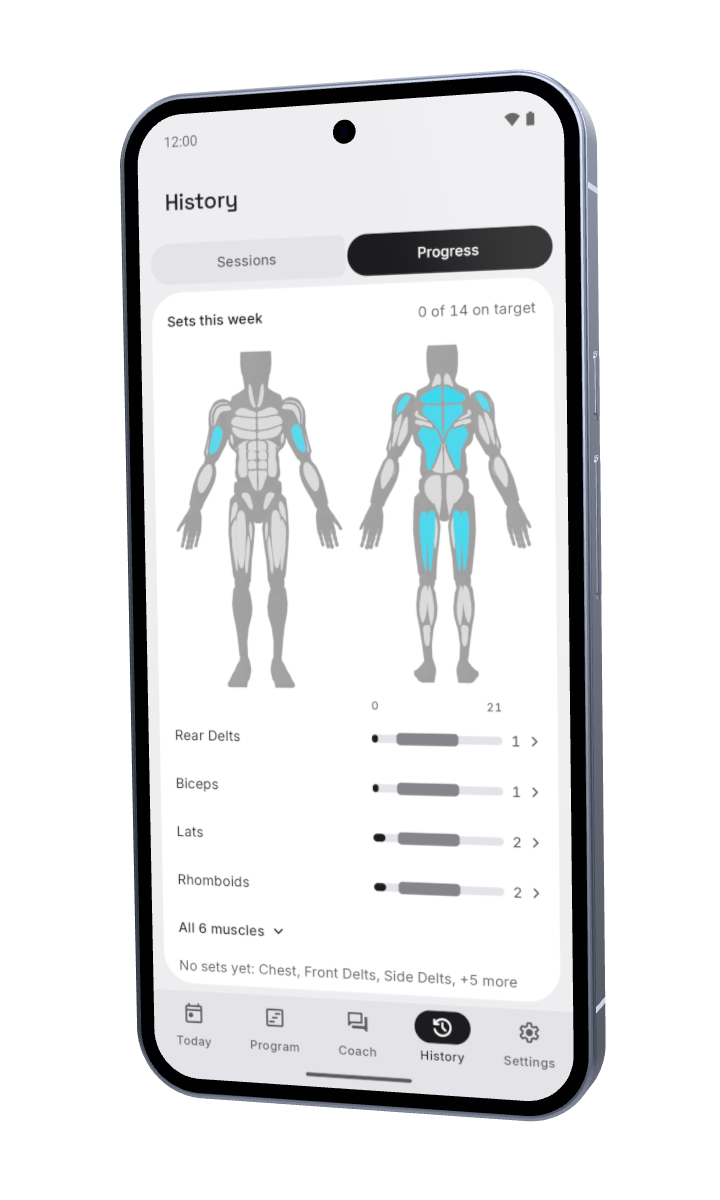 12:00
History
Sessions
Progress
Sets this week
0 of 14 on target
0
21
Rear Delts
1
Biceps
1
Lats
2
Rhomboids
2
All 6 muscles
No sets yet: Chest, Front Delts, Side Delts, +5 more
Today
Program
Coach
History
Settings